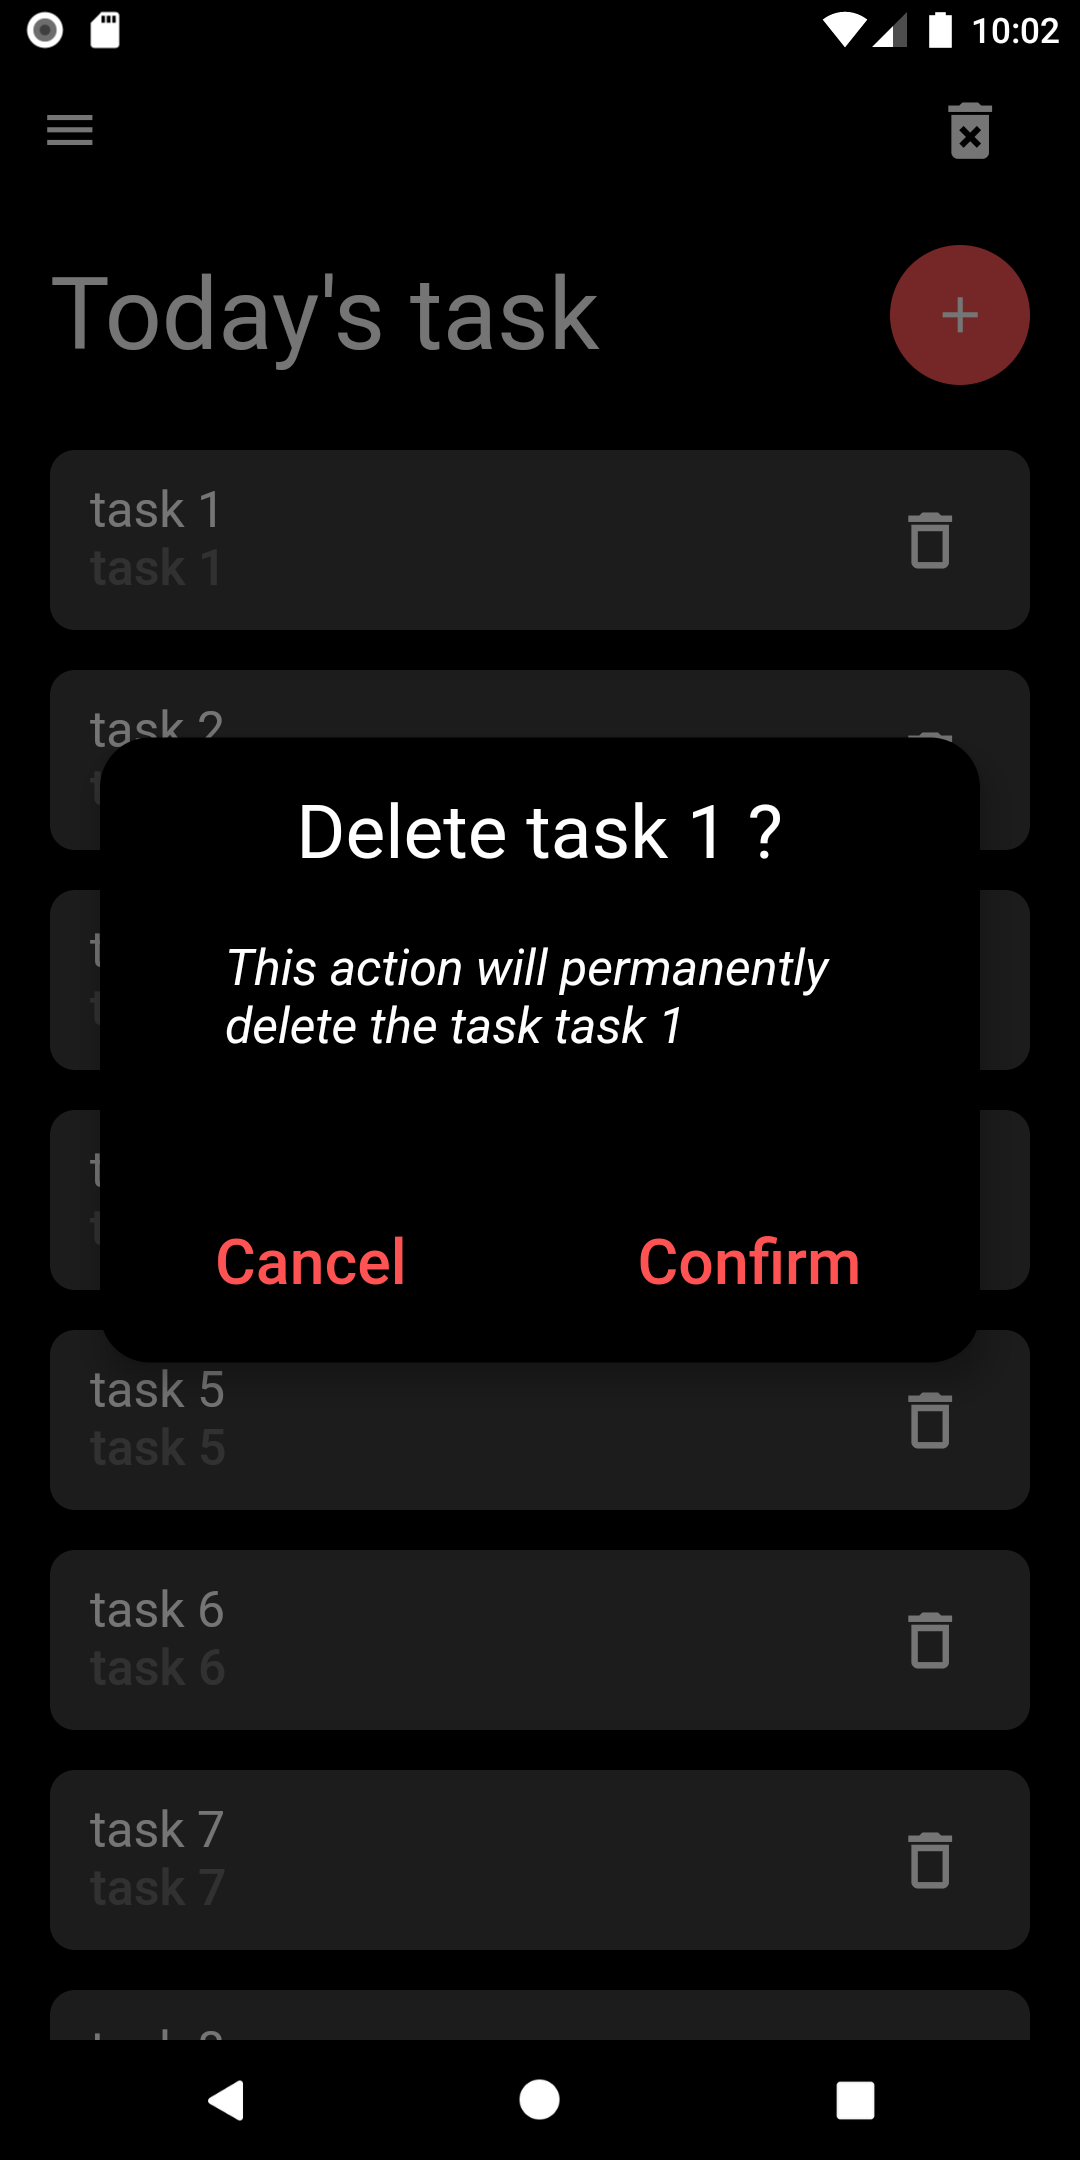 10:02
Today's task
task 1
task 1
task 2
Delete task 1 ?
This action will permanently
delete the task task 1
Cancel
Confirm
task 5
task 5
task 6
task 6
task 7
task 7